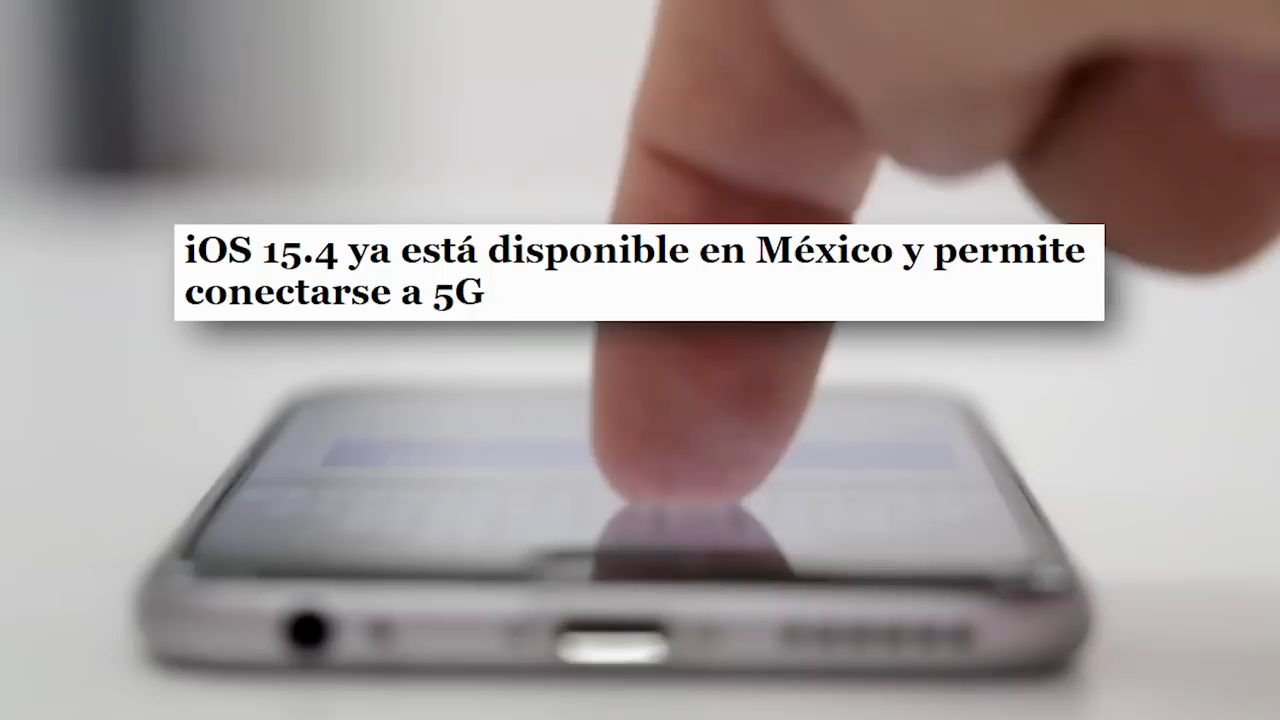 iOS 15.4 ya está disponible en México y permite
conectarse a 5G